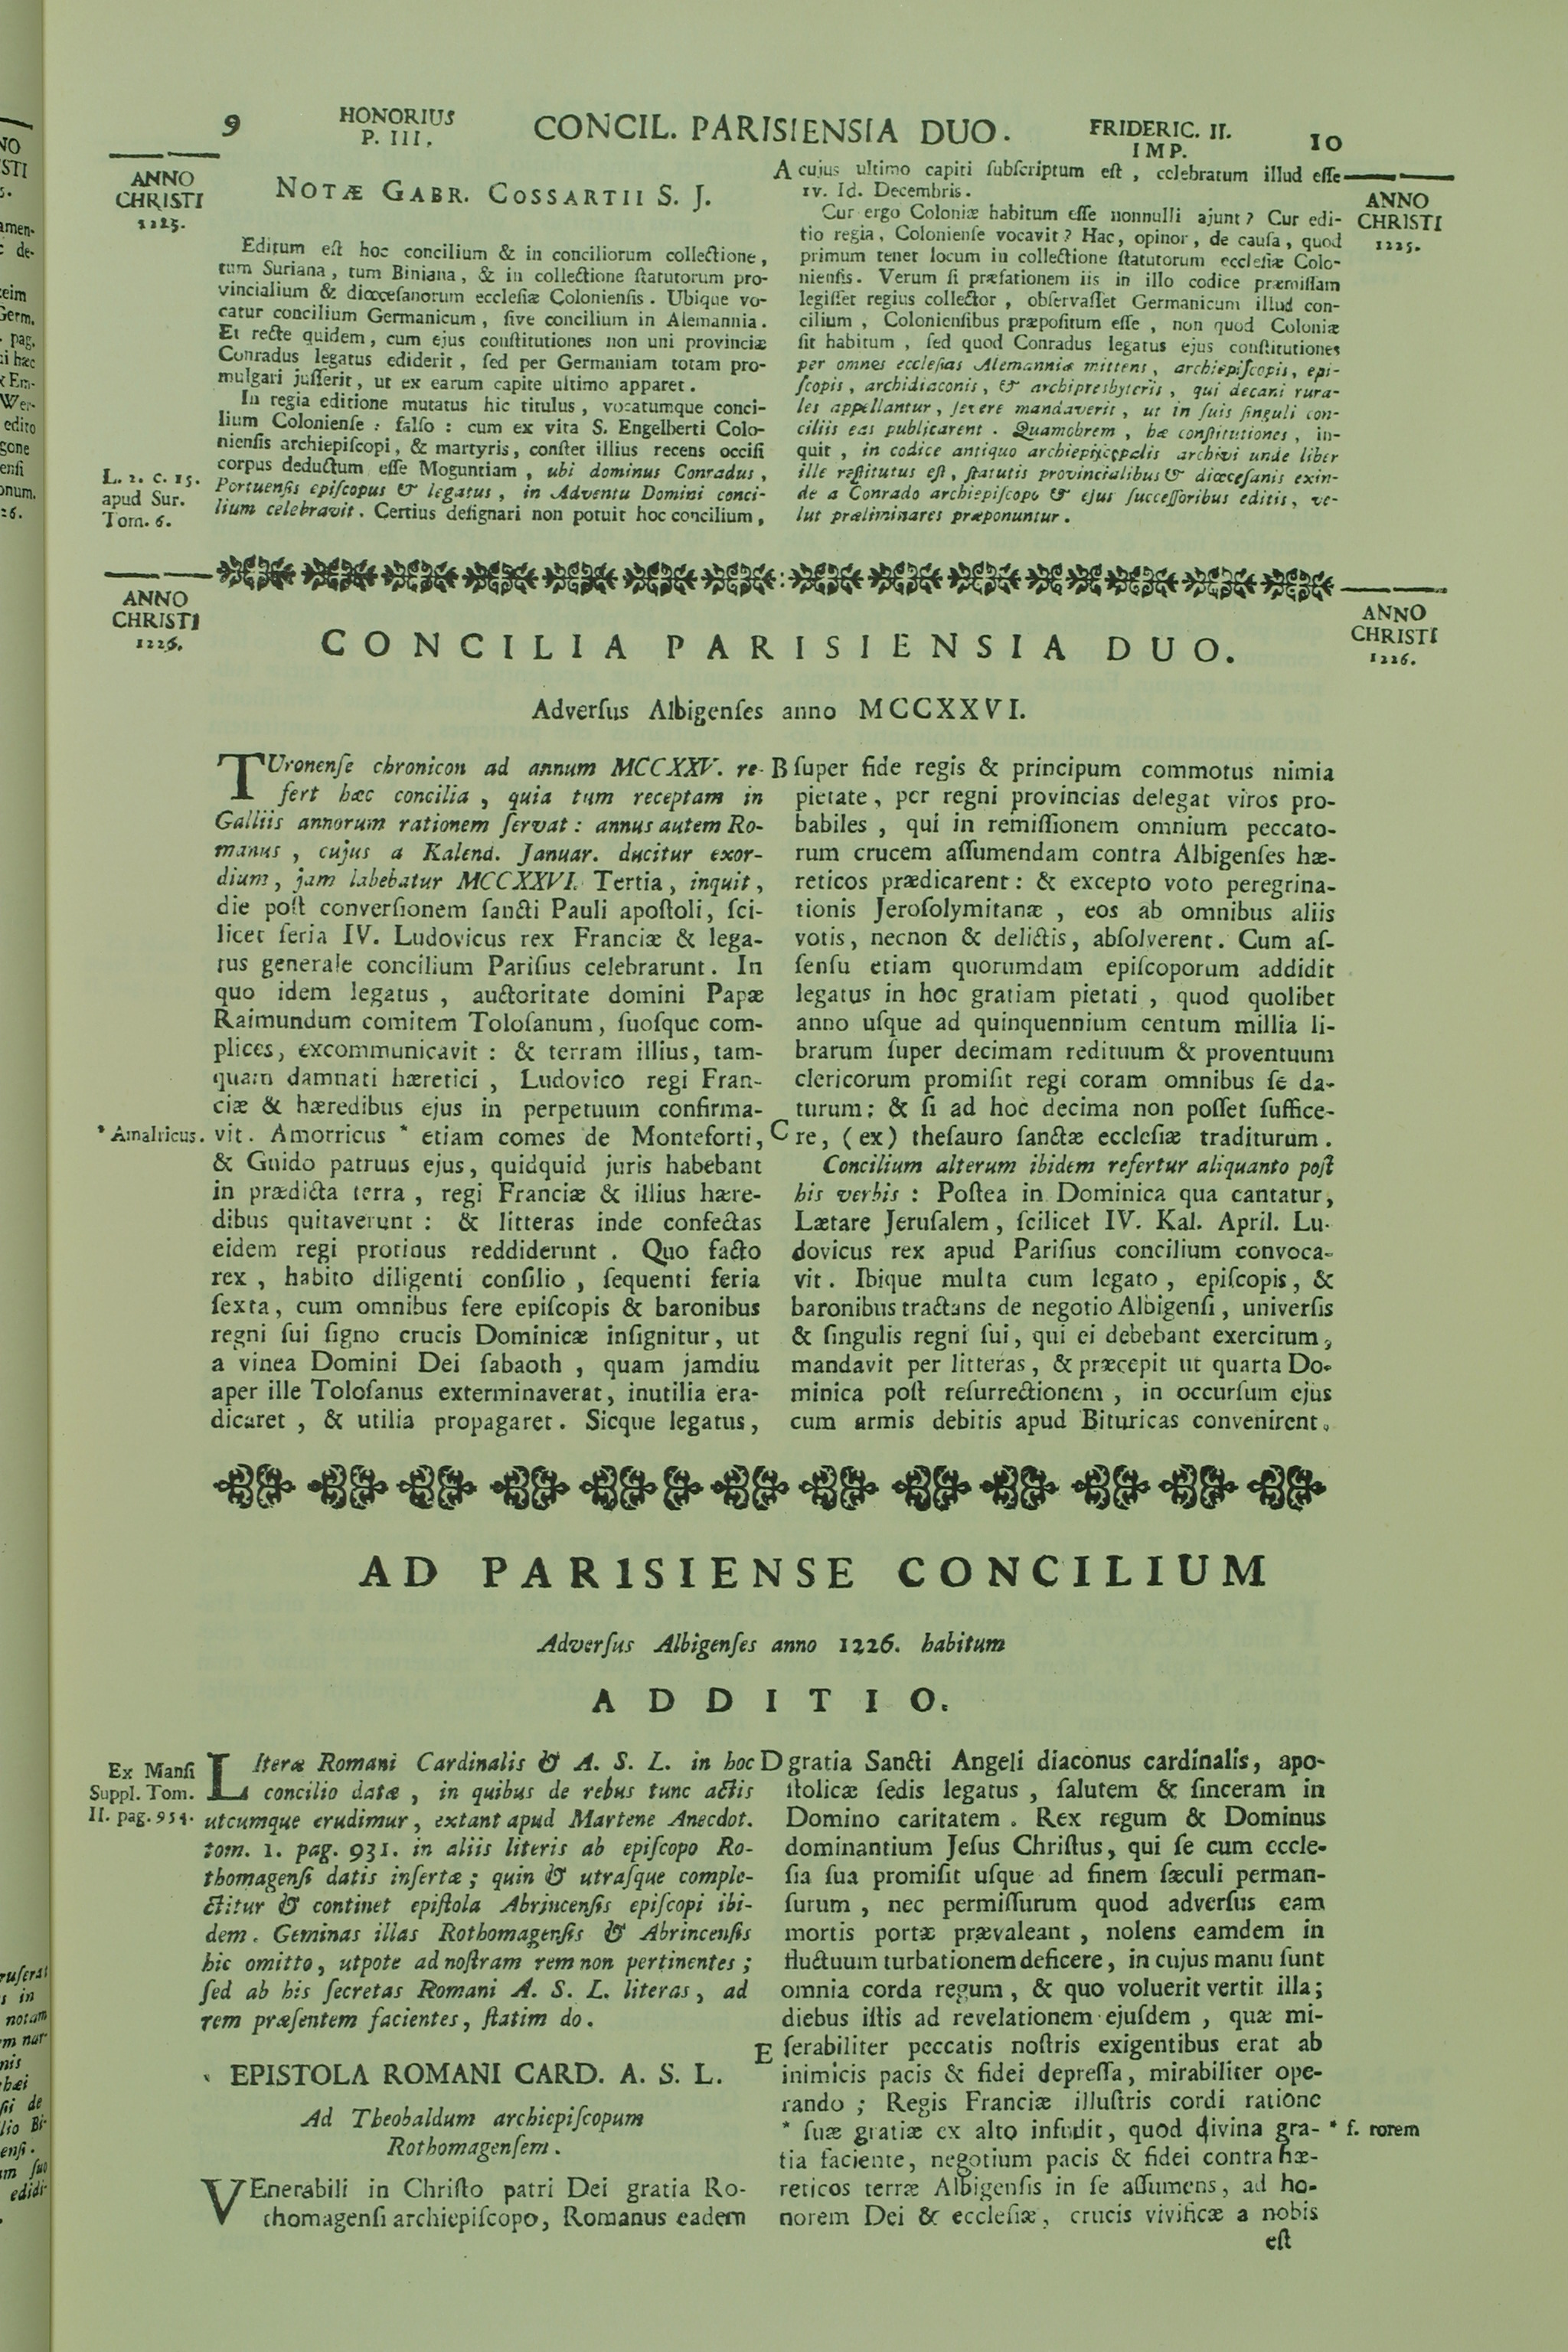 9
HONORIUS
P. III.
CONCIL. PARISIENSIA DUO.
FRIDERIC. II.
IMP.
10
ANNO
CHRISTI
1225.
NOTÆ GABR. COSSARTII S. J.
Editum eſt hoc concilium & in conciliorum collectione,
tum Suriana, tum Biniana, & in collectione ſtatutorum pro-
vincialium & diœceſanorum eccleſiæ Colonienſis. Ubique vo-
catur concilium Germanicum, ſive concilium in Alemannia.
Et recte quidem, cum ejus conſtitutiones non uni provinciæ
Conradus legatus ediderit, ſed per Germaniam totam pro-
mulgari juſſerit, ut ex earum capite ultimo apparet.
In regia editione mutatus hic titulus, vocatumque conci-
lium Colonienſe: falſo: cum ex vita S. Engelberti Colo-
nienſis archiepiſcopi, & martyris, conſtet illius recens occiſi
corpus deductum eſſe Moguntiam, ubi dominus Conradus,
Portuenſis epiſcopus & legatus, in Adventu Domini conci-
lium celebravit. Certius deſignari non potuit hoc concilium,
L. 2. c. 15.
apud Sur.
Tom. 6.
A cujus ultimo capiti ſubſcriptum eſt, celebratum illud eſſe
IV. Id. Decembris.
Cur ergo Coloniæ habitum eſſe nonnulli ajunt? Cur edi-
tio regia, Colonienſe vocavit? Hac, opinor, de cauſa, quod
primum tenet locum in collectione ſtatutorum eccleſiæ Colo-
nienſis. Verum ſi præfationem iis in illo codice præmiſſam
legiſſet regius collector, obſervaſſet Germanicum illud con-
cilium, Colonienſibus præpoſitum eſſe, non quod Coloniæ
ſit habitum, ſed quod Conradus legatus ejus conſtitutiones
per omnes eccleſias Alemanniæ mittens, archiepiſcopis, epi-
ſcopis, archidiaconis, & archipresbyteris, qui decani rura-
les appellantur, jecere mandaverit, ut in ſuis ſinguli con-
ciliis eas publicarent. Quamobrem, hæ conſtitutiones, in-
quit, in codice antiquo archiepiſcopalis archivi unde liber
ille reſtitutus eſt, ſtatutis provincialibus & diœceſanis exin-
de a Conrado archiepiſcopo & ejus ſucceſſoribus editis, ve-
lut præliminares præponuntur.
ANNO
CHRISTI
1225.
ANNO
CHRISTI
1226.
CONCILIA PARISIENSIA DUO.
ANNO
CHRISTI
1226.
Adverſus Albigenſes anno MCCXXVI.
TUronenſe chronicon ad annum MCCXXV. re-
fert hæc concilia, quia tum receptam in
Galliis annorum rationem ſervat: annus autem Ro-
manus, cujus a Kalend. Januar. ducitur exor-
dium, jam labebatur MCCXXVI. Tertia, inquit,
die poſt converſionem ſancti Pauli apoſtoli, ſci-
licet feria IV. Ludovicus rex Franciæ & lega-
tus generale concilium Pariſius celebrarunt. In
quo idem legatus, auctoritate domini Papæ
Raimundum comitem Toloſanum, ſuoſque com-
plices, excommunicavit: & terram illius, tam-
quam damnati hæretici, Ludovico regi Fran-
ciæ & hæredibus ejus in perpetuum confirma-
* Amalricus.
vit. Amorricus * etiam comes de Monteforti,
& Guido patruus ejus, quidquid juris habebant
in prædicta terra, regi Franciæ & illius hære-
dibus quitaverunt: & litteras inde confectas
eidem regi protinus reddiderunt. Quo facto
rex, habito diligenti conſilio, ſequenti feria
ſexta, cum omnibus fere epiſcopis & baronibus
regni ſui ſigno crucis Dominicæ inſignitur, ut
a vinea Domini Dei ſabaoth, quam jamdiu
aper ille Toloſanus exterminaverat, inutilia era-
dicaret, & utilia propagaret. Sicque legatus,
B ſuper fide regis & principum commotus nimia
pietate, per regni provincias delegat viros pro-
babiles, qui in remiſſionem omnium peccato-
rum crucem aſſumendam contra Albigenſes hæ-
reticos prædicarent: & excepto voto peregrina-
tionis Jeroſolymitanæ, eos ab omnibus aliis
votis, necnon & delictis, abſolverent. Cum aſ-
ſenſu etiam quorumdam epiſcoporum addidit
legatus in hoc gratiam pietati, quod quolibet
anno uſque ad quinquennium centum millia li-
brarum ſuper decimam redituum & proventuum
clericorum promiſit regi coram omnibus ſe da-
turum; & ſi ad hoc decima non poſſet ſuffice-
C re, (ex) theſauro ſanctæ eccleſiæ traditurum.
Concilium alterum ibidem refertur aliquanto poſt
his verbis: Poſtea in Dominica qua cantatur,
Lætare Jeruſalem, ſcilicet IV. Kal. April. Lu-
dovicus rex apud Pariſius concilium convoca-
vit. Ibique multa cum legato, epiſcopis, &
baronibus tractans de negotio Albigenſi, univerſis
& ſingulis regni ſui, qui ei debebant exercitum,
mandavit per litteras, & præcepit ut quarta Do-
minica poſt reſurrectionem, in occurſum ejus
cum armis debitis apud Bituricas convenirent.
AD PARISIENSE CONCILIUM
Adverſus Albigenſes anno 1226. habitum
ADDITIO.
Ex Manſi
Suppl. Tom.
II. pag. 954.
LIteræ Romani Cardinalis & A. S. L. in hoc
concilio datæ, in quibus de rebus tunc actis
utcumque erudimur, extant apud Martene Anecdot.
tom. 1. pag. 931. in aliis literis ab epiſcopo Ro-
thomagenſi datis inſertæ; quin & utraſque comple-
ctitur & continet epiſtola Abrincenſis epiſcopi ibi-
dem. Geminas illas Rothomagenſis & Abrincenſis
hic omitto, utpote ad noſtram rem non pertinentes;
ſed ab his ſecretas Romani A. S. L. literas, ad
rem præſentem facientes, ſtatim do.
EPISTOLA ROMANI CARD. A. S. L.
Ad Theobaldum archiepiſcopum
Rothomagenſem.
VEnerabili in Chriſto patri Dei gratia Ro-
thomagenſi archiepiſcopo, Romanus eadem
D gratia Sancti Angeli diaconus cardinalis, apo-
ſtolicæ ſedis legatus, ſalutem & ſinceram in
Domino caritatem. Rex regum & Dominus
dominantium Jeſus Chriſtus, qui ſe cum eccle-
ſia ſua promiſit uſque ad finem ſæculi perman-
ſurum, nec permiſſurum quod adverſus eam
mortis portæ prævaleant, nolens eamdem in
fluctuum turbationem deficere, in cujus manu ſunt
omnia corda regum, & quo voluerit vertit illa;
diebus iſtis ad revelationem ejuſdem, quæ mi-
E ſerabiliter peccatis noſtris exigentibus erat ab
inimicis pacis & fidei depreſſa, mirabiliter ope-
rando; Regis Franciæ illuſtris cordi ratione
* ſuæ gratiæ ex alto infudit, quod divina gra-
* f. rorem
tia faciente, negotium pacis & fidei contra hæ-
reticos terræ Albigenſis in ſe aſſumens, ad ho-
norem Dei & eccleſiæ, crucis vivificæ a nobis
eſt